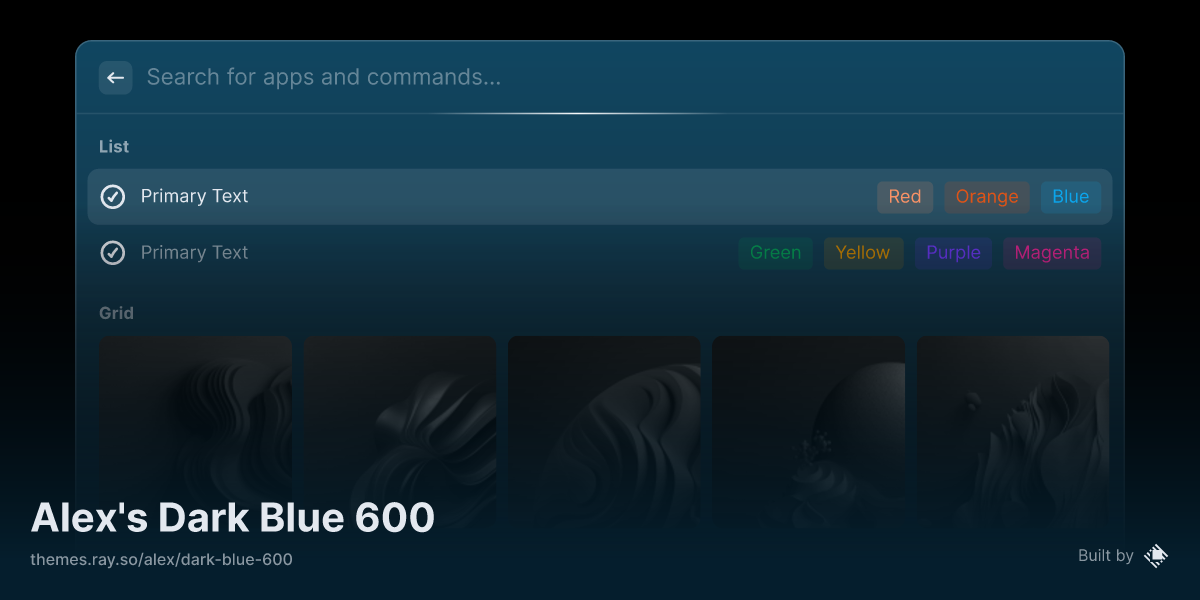 Search for apps and commands...
List
Primary Text Red Orange Blue
Primary Text Green Yellow Purple Magenta
Grid
Alex's Dark Blue 600
themes.ray.so/alex/dark-blue-600
Built by